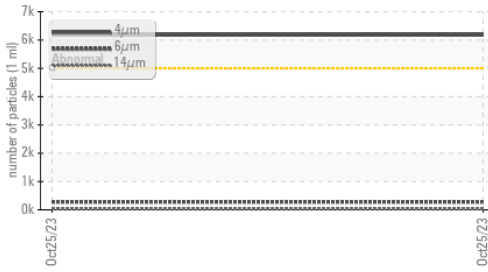 7k
6k
5k
4k
3k
2k
1k
0k
number of particles (1 ml)
4μm
6μm
Abnormal
14μm
Oct25/23
Oct25/23